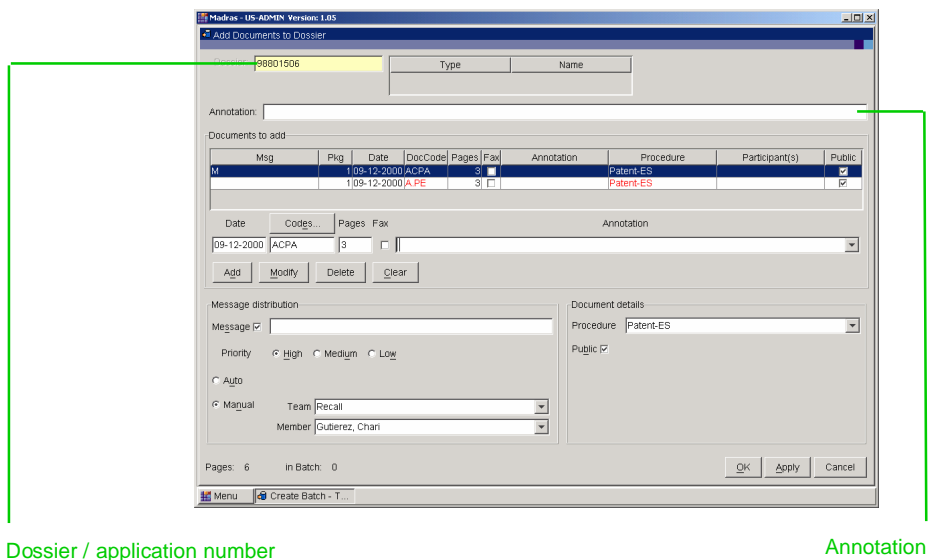 Madras - US-ADMIN Version: 1.05
Add Documents to Dossier
Dossier: 98801506
Type Name
Annotation:
Documents to add
Msg Pkg Date DocCode Pages Fax Annotation Procedure Participant(s) Public
M 1 09-12-2000 ACPA 3 Patent-ES
1 09-12-2000 A.PE 3 Patent-ES
Date Codes... Pages Fax Annotation
09-12-2000 ACPA 3
Add Modify Delete Clear
Message distribution
Message
Priority High Medium Low
Auto
Manual Team Recall
Member Gutierez, Chari
Document details
Procedure Patent-ES
Public
Pages: 6 in Batch: 0
OK Apply Cancel
Menu Create Batch - T...
Dossier / application number
Annotation